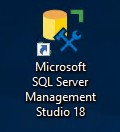 Microsoft
SQL Server
Management
Studio 18